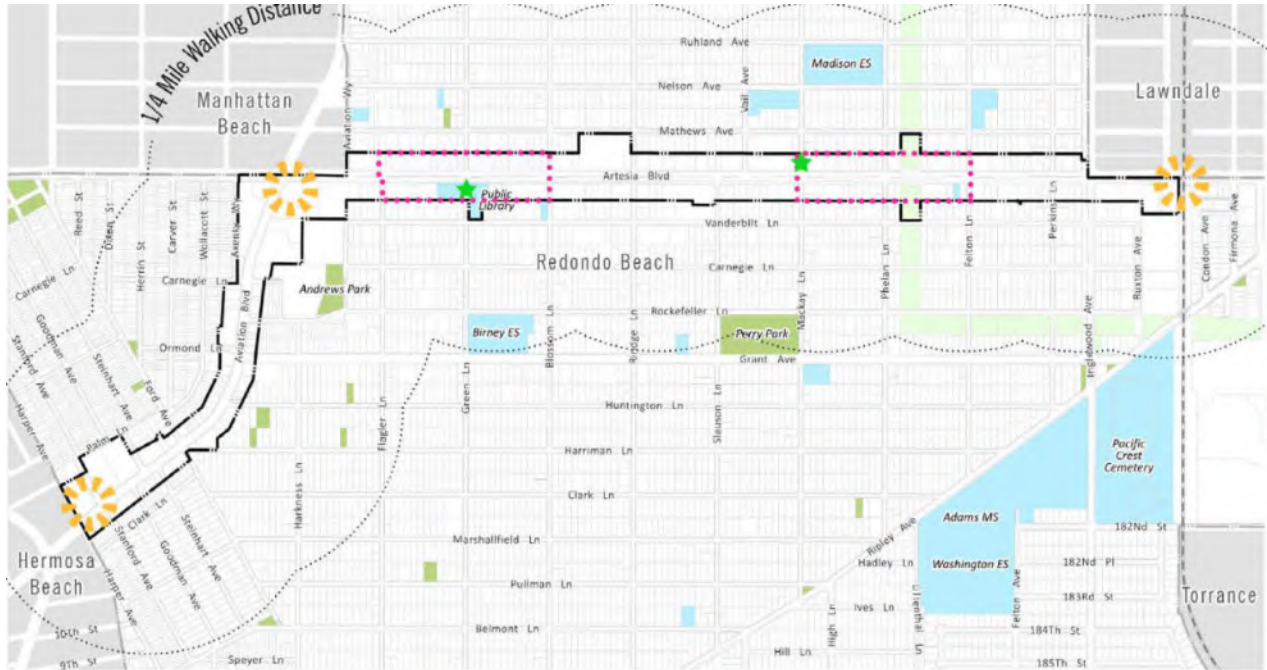 1/4 Mile Walking Distance
Manhattan
Beach
Lawndale
Ruhland Ave
Madison ES
Nelson Ave
Vail Ave
Aviation Wy
Mathews Ave
Artesia Blvd
Public
Library
Vanderbilt Ln
Reed St
Dixon St
Carver St
Wollacott St
Herrin St
Carnegie Ln
Carnegie Ln
Carnegie Ln
Redondo Beach
Andrews Park
Aviation Blvd
Mackay Ln
Phelan Ln
Felton Ln
Perkins Ln
Ruxton Ave
Condon Ave
Firmona Ave
Rockefeller Ln
Goodman Ave
Stanford Ave
Steinhart Ave
Ormond Ln
Ford Ave
Harper Ave
Palm Ln
Birney ES
Blossom Ln
Rindge Ln
Perry Park
Grant Ave
Inglewood Ave
Green Ln
Flagler Ln
Huntington Ln
Slauson Ln
Harriman Ln
Harkness Ln
Clark Ln
Clark Ln
Pacific
Crest
Cemetery
Steinhart Ave
Goodman Ave
Stanford Ave
Harper Ave
Hermosa
Beach
Marshallfield Ln
Ripley Ave
Adams MS
182Nd St
Hadley Ln
Washington ES
182Nd Pl
Pullman Ln
183Rd St
Torrance
Ives Ln
Lilienthal Ln
Felton Ave
High Ln
10Th St
Belmont Ln
184Th St
9Th St
Speyer Ln
Hill Ln
185Th St